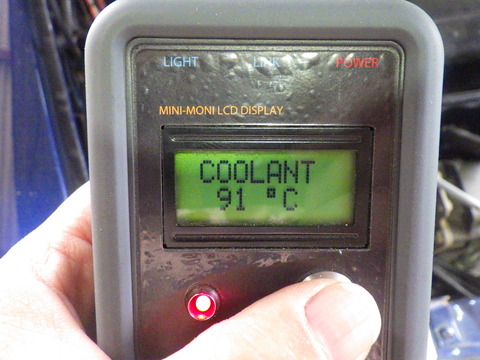 LIGHT LINK POWER
MINI-MONI LCD DISPLAY
COOLANT
91 °C